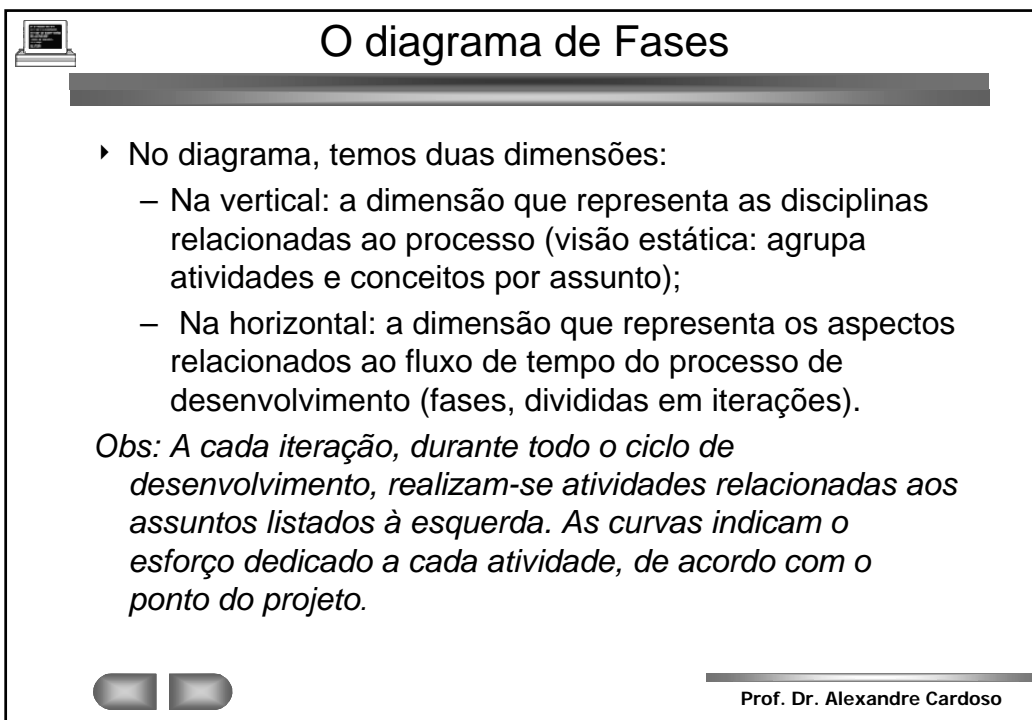 O diagrama de Fases
‣ No diagrama, temos duas dimensões:
– Na vertical: a dimensão que representa as disciplinas
relacionadas ao processo (visão estática: agrupa
atividades e conceitos por assunto);
– Na horizontal: a dimensão que representa os aspectos
relacionados ao fluxo de tempo do processo de
desenvolvimento (fases, divididas em iterações).
Obs: A cada iteração, durante todo o ciclo de
desenvolvimento, realizam-se atividades relacionadas aos
assuntos listados à esquerda. As curvas indicam o
esforço dedicado a cada atividade, de acordo com o
ponto do projeto.
Prof. Dr. Alexandre Cardoso